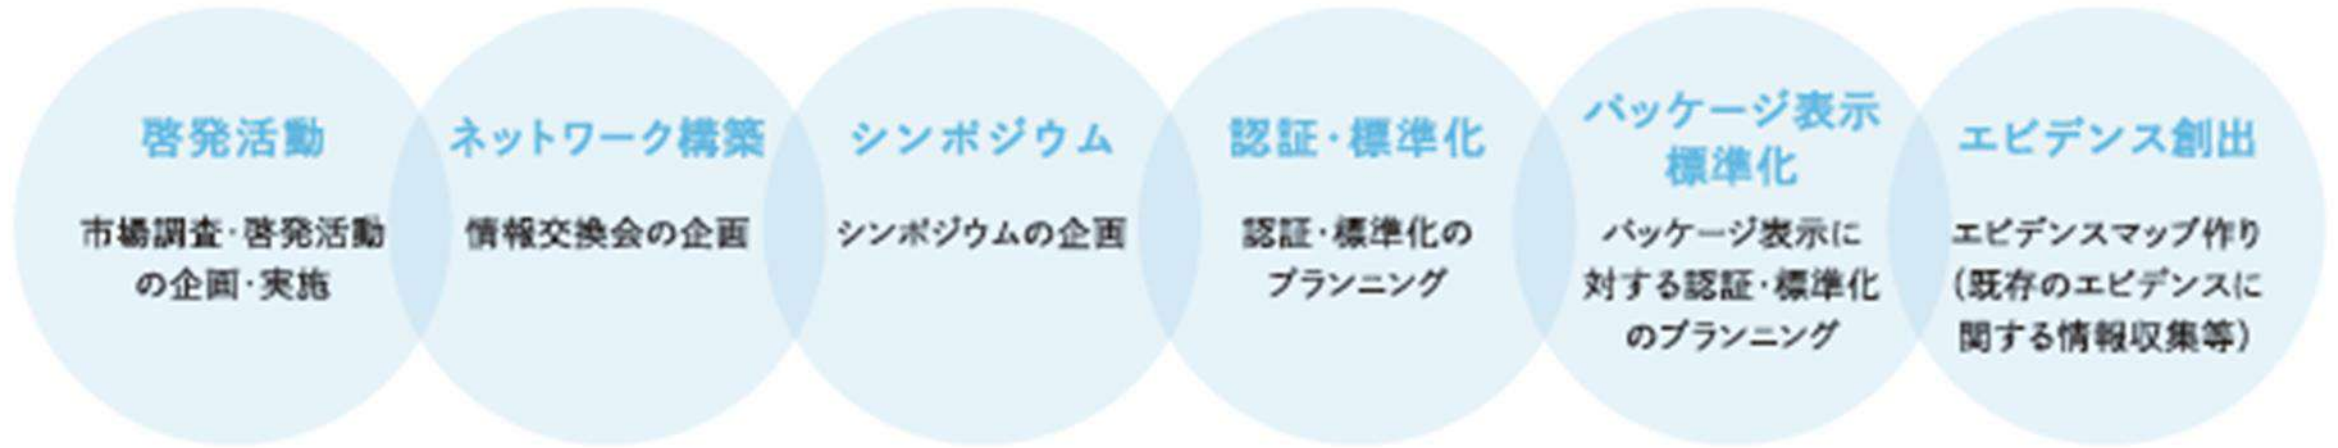 啓発活動
市場調査・啓発活動
の企画・実施
ネットワーク構築
情報交換会の企画
シンポジウム
シンポジウムの企画
認証・標準化
認証・標準化の
プランニング
パッケージ表示
標準化
パッケージ表示に
対する認証・標準化
のプランニング
エビデンス創出
エビデンスマップ作り
(既存のエビデンスに
関する情報収集等)